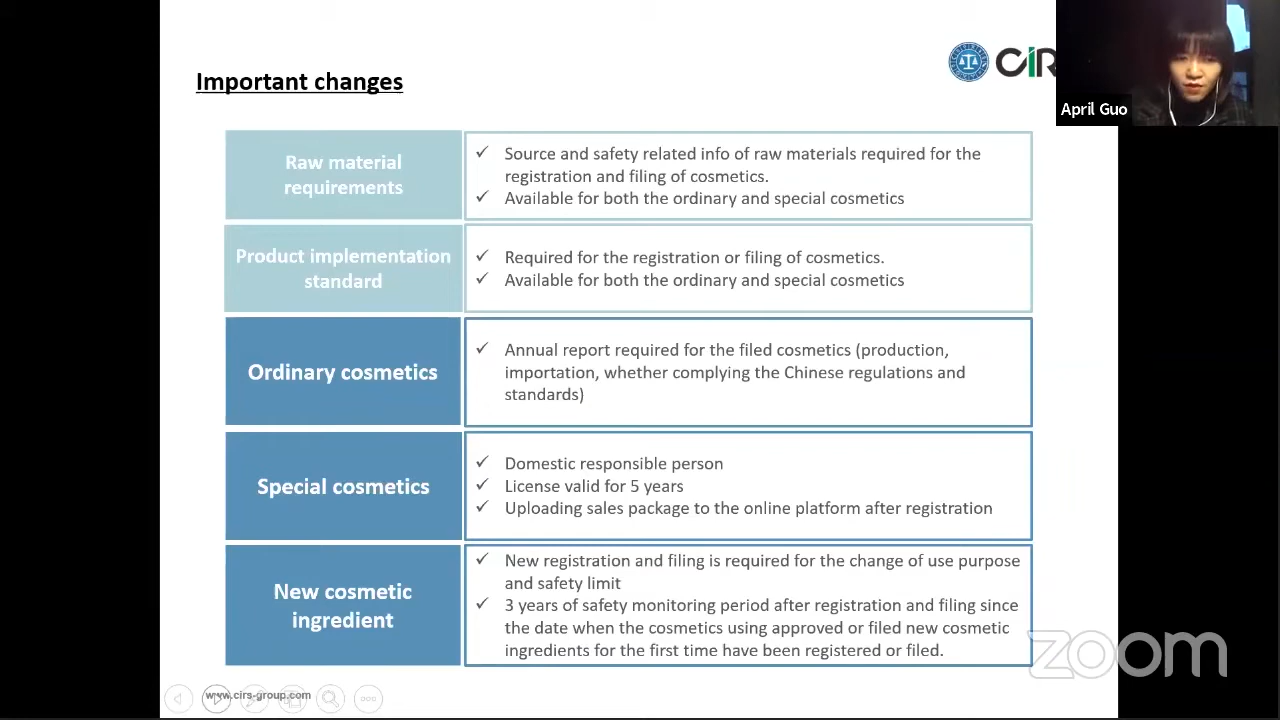 Important changes
CIR
April Guo
Raw material
requirements
✓ Source and safety related info of raw materials required for the
registration and filing of cosmetics.
✓ Available for both the ordinary and special cosmetics
Product implementation
standard
✓ Required for the registration or filing of cosmetics.
✓ Available for both the ordinary and special cosmetics
Ordinary cosmetics
✓ Annual report required for the filed cosmetics (production,
importation, whether complying the Chinese regulations and
standards)
Special cosmetics
✓ Domestic responsible person
✓ License valid for 5 years
✓ Uploading sales package to the online platform after registration
New cosmetic
ingredient
✓ New registration and filing is required for the change of use purpose
and safety limit
✓ 3 years of safety monitoring period after registration and filing since
the date when the cosmetics using approved or filed new cosmetic
ingredients for the first time have been registered or filed.
zoom
www.cirs-group.com